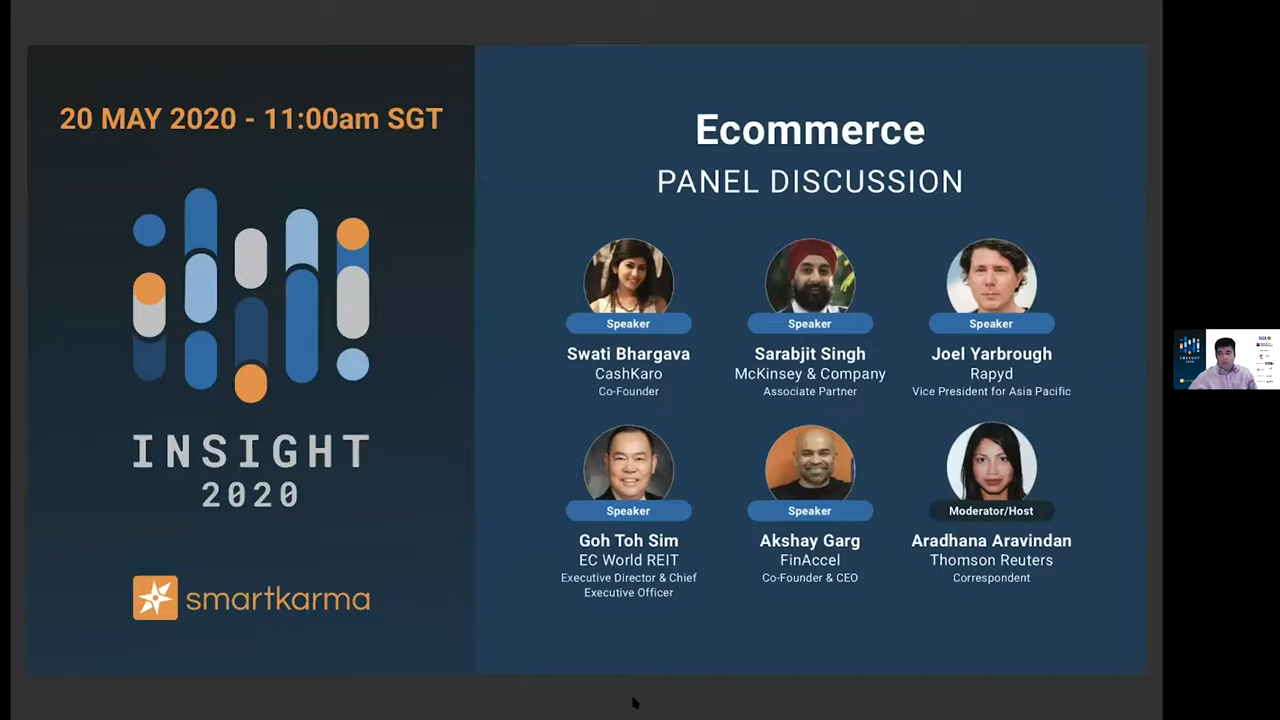 20 MAY 2020 - 11:00am SGT
INSIGHT
2020
smartkarma
Ecommerce
PANEL DISCUSSION
Speaker
Swati Bhargava
CashKaro
Co-Founder
Speaker
Sarabjit Singh
McKinsey & Company
Associate Partner
Speaker
Joel Yarbrough
Rapyd
Vice President for Asia Pacific
Speaker
Goh Toh Sim
EC World REIT
Executive Director & Chief
Executive Officer
Speaker
Akshay Garg
FinAccel
Co-Founder & CEO
Moderator/Host
Aradhana Aravindan
Thomson Reuters
Correspondent
INSIGHT
2020